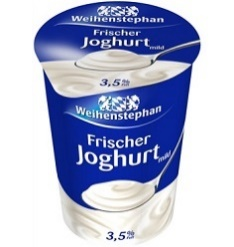 Weihenstephan
Frischer
Joghurt mild
3,5%
Weihenstephan
Frischer
Joghurt mild
3,5%